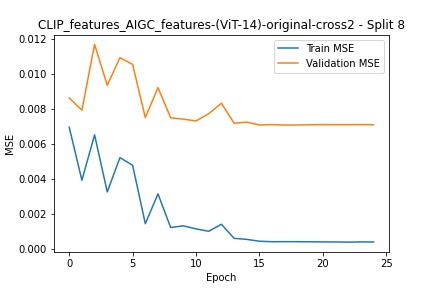 CLIP_features_AIGC_features-(ViT-14)-original-cross2 - Split 8
0.012
0.010
0.008
0.006
0.004
0.002
0.000
MSE
Train MSE
Validation MSE
0 5 10 15 20 25
Epoch